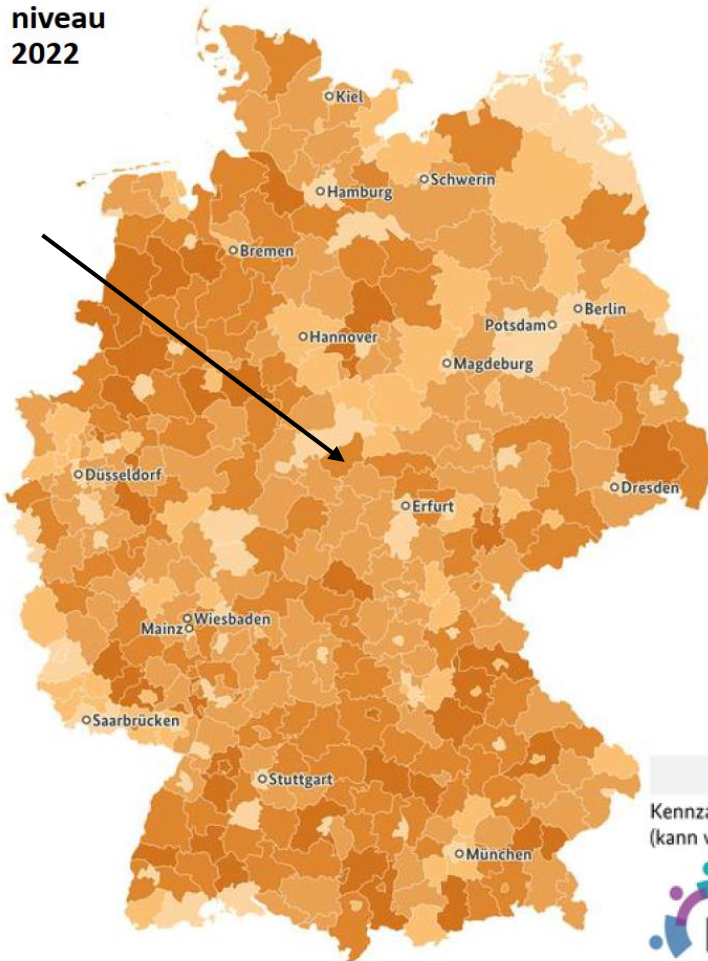 niveau
2022
Kiel
Schwerin
Hamburg
Bremen
Berlin
Potsdam
Hannover
Magdeburg
Düsseldorf
Dresden
Erfurt
Wiesbaden
Mainz
Saarbrücken
Stuttgart
Kennza
(kann v
München